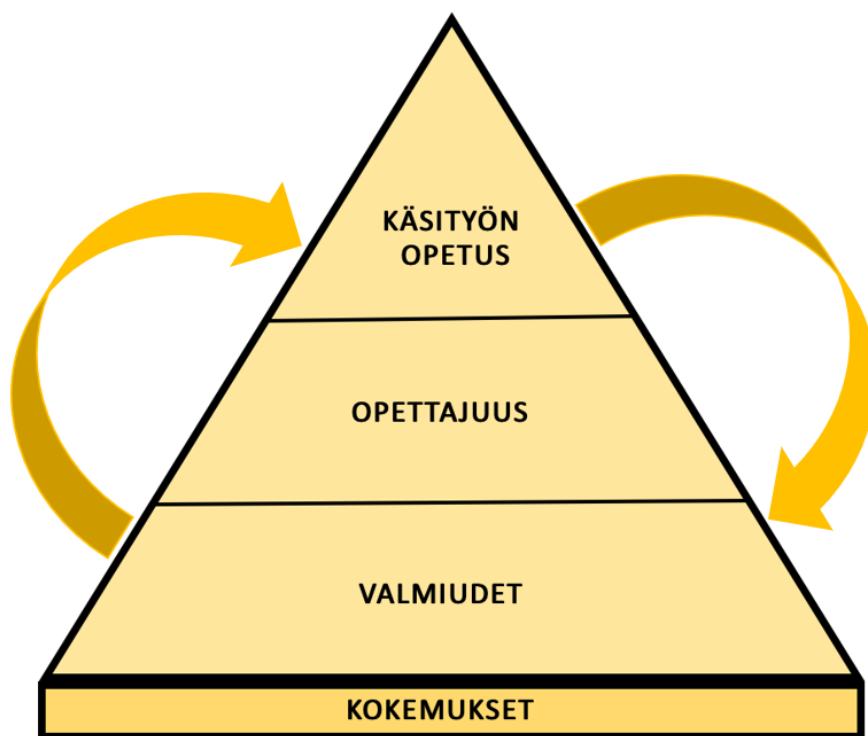 KÄSITYÖN
OPETUS
OPETTAJUUS
VALMIUDET
KOKEMUKSET